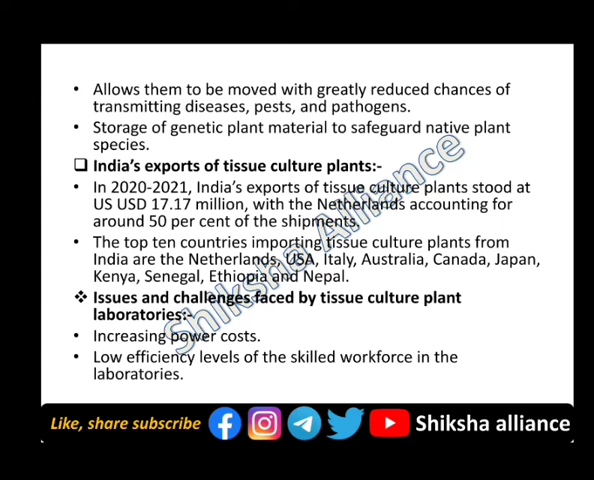 • Allows them to be moved with greatly reduced chances of
transmitting diseases, pests, and pathogens.
• Storage of genetic plant material to safeguard native plant
species.
❑ India's exports of tissue culture plants:-
• In 2020-2021, India's exports of tissue culture plants stood at
US USD 17.17 million, with the Netherlands accounting for
around 50 per cent of the shipments.
• The top ten countries importing tissue culture plants from
India are the Netherlands, USA, Italy, Australia, Canada, Japan,
Kenya, Senegal, Ethiopia and Nepal.
❖ Issues and challenges faced by tissue culture plant
laboratories:-
• Increasing power costs.
• Low efficiency levels of the skilled workforce in the
laboratories.
Shiksha Alliance
Like, share subscribe
Shiksha alliance